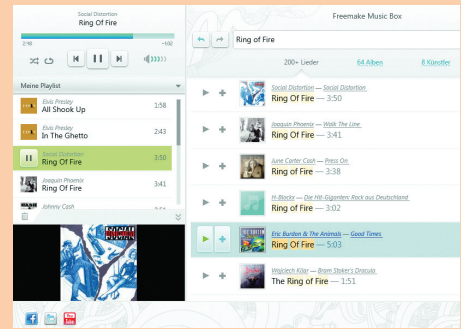 Social Distortion
Ring Of Fire
2:48
-1:02
Meine Playlist
Elvis Presley
All Shook Up
1:58
Elvis Presley
In The Ghetto
2:43
Social Distortion
Ring Of Fire
3:50
Joaquin Phoenix
Ring Of Fire
3:41
Johnny Cash
SOCIAL
DISTORTION
Freemake Music Box
Ring of Fire
200+ Lieder
64 Alben
8 Künstler
Social Distortion — Social Distortion
Ring Of Fire — 3:50
Joaquin Phoenix — Walk The Line
Ring Of Fire — 3:41
June Carter Cash — Press On
Ring of Fire — 3:38
H-Blockx — Die Hit-Giganten: Rock aus Deutschland
Ring of Fire — 3:02
Eric Burdon & The Animals — Good Times
Ring Of Fire — 5:03
Wojciech Kilar — Bram Stoker's Dracula
The Ring of Fire — 1:51
You
Tube